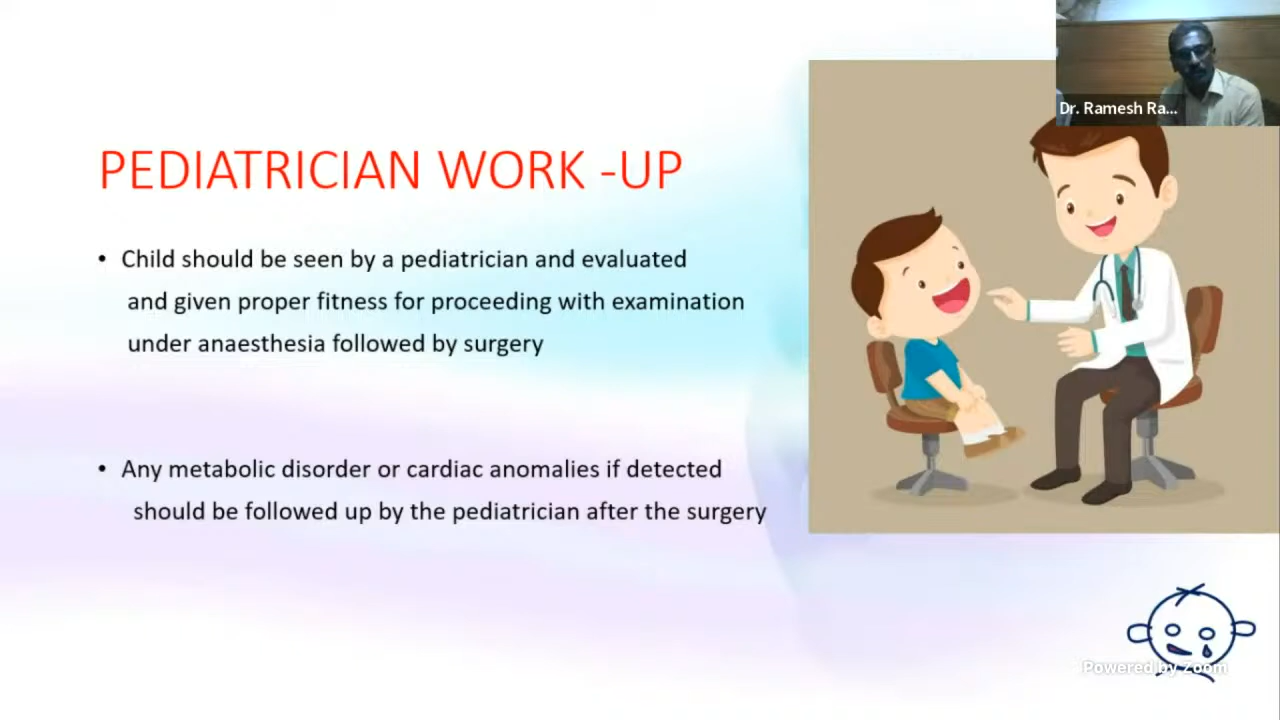 Dr. Ramesh Ra...
PEDIATRICIAN WORK -UP
• Child should be seen by a pediatrician and evaluated
and given proper fitness for proceeding with examination
under anaesthesia followed by surgery
• Any metabolic disorder or cardiac anomalies if detected
should be followed up by the pediatrician after the surgery
Powered by Zoom